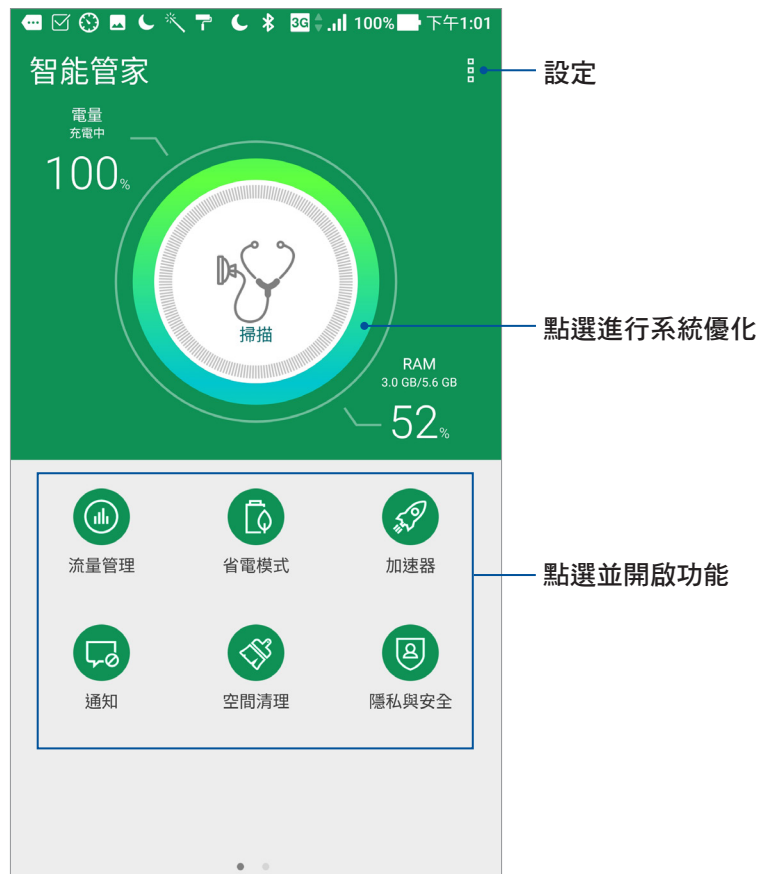 3G 100% 下午1:01
智能管家
設定
電量
充電中
100%
掃描
點選進行系統優化
RAM
3.0 GB/5.6 GB
52%
流量管理 省電模式 加速器
點選並開啟功能
通知 空間清理 隱私與安全